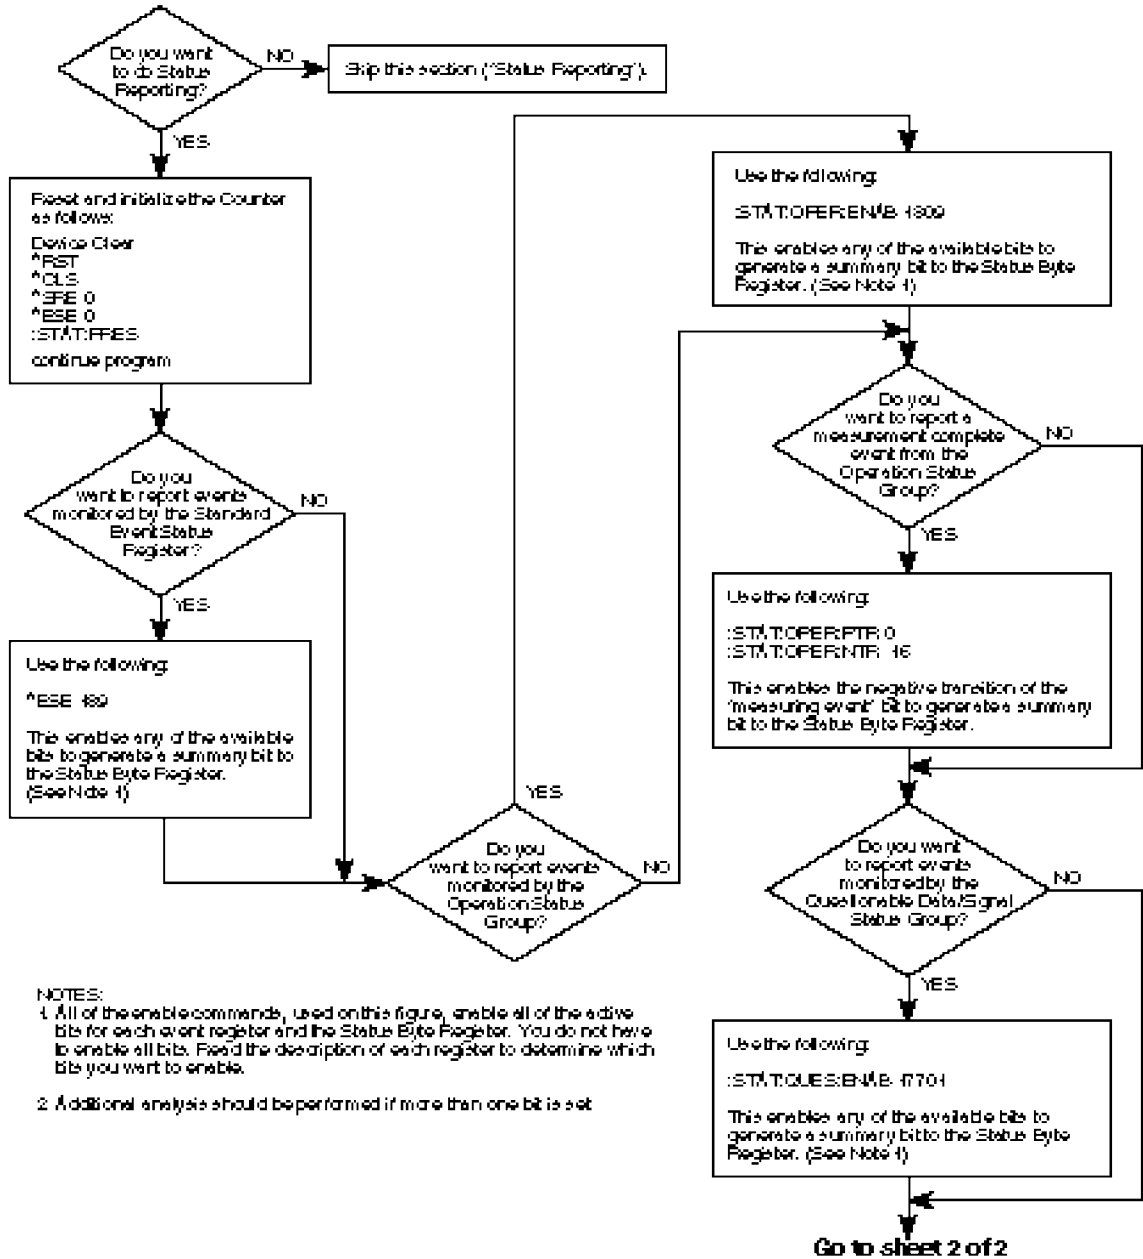 Do you want
to do Status
Reporting?
NO
Skip this section ("Status Reporting").
YES
Reset and initialize the Counter
as follows:
Device Clear
*RST
*CLS
*SRE 0
*ESE 0
:STAT:PRES
continue program
Do you
want to report events
monitored by the Standard
Event Status
Register?
NO
YES
Use the following:
*ESE
This enables any of the available
bits to generate a summary bit to
the Status Byte Register.
(See Note 1)
Do you
want to report events
monitored by the
Operation Status
Group?
YES
NO
Use the following:
:STAT:OPER:ENAB
This enables any of the available bits to
generate a summary bit to the Status Byte
Register. (See Note 1)
Do you
want to report a
measurement complete
event from the
Operation Status
Group?
NO
YES
Use the following:
:STAT:OPER:PTR 0
:STAT:OPER:NTR 16
This enables the negative transition of the
"measuring event" bit to generate a summary
bit to the Status Byte Register.
Do you want
to report events
monitored by the
Questionable Data/Signal
Status Group?
NO
YES
Use the following:
:STAT:QUES:ENAB
This enables any of the available bits to
generate a summary bit to the Status Byte
Register. (See Note 1)
Go to sheet 2 of 2
NOTES:
1 All of the enable commands, used on this figure, enable all of the active
bits for each event register and the Status Byte Register. You do not have
to enable all bits. Read the description of each register to determine which
bits you want to enable.
2 Additional analysis should be performed if more than one bit is set